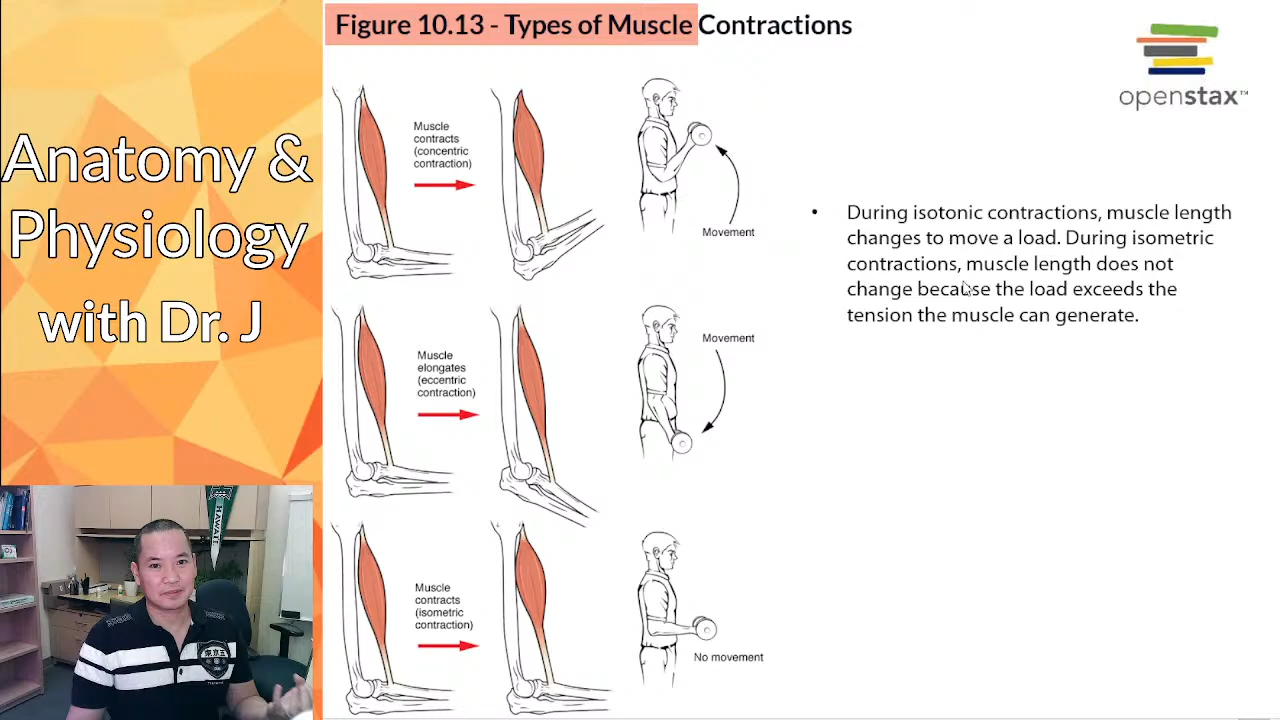 Anatomy &
Physiology
with Dr. J
Figure 10.13 - Types of Muscle Contractions
openstax™
Muscle
contracts
(concentric
contraction)
Movement
• During isotonic contractions, muscle length
changes to move a load. During isometric
contractions, muscle length does not
change because the load exceeds the
tension the muscle can generate.
Muscle
elongates
(eccentric
contraction)
Movement
Muscle
contracts
(isometric
contraction)
No movement
HAWAII